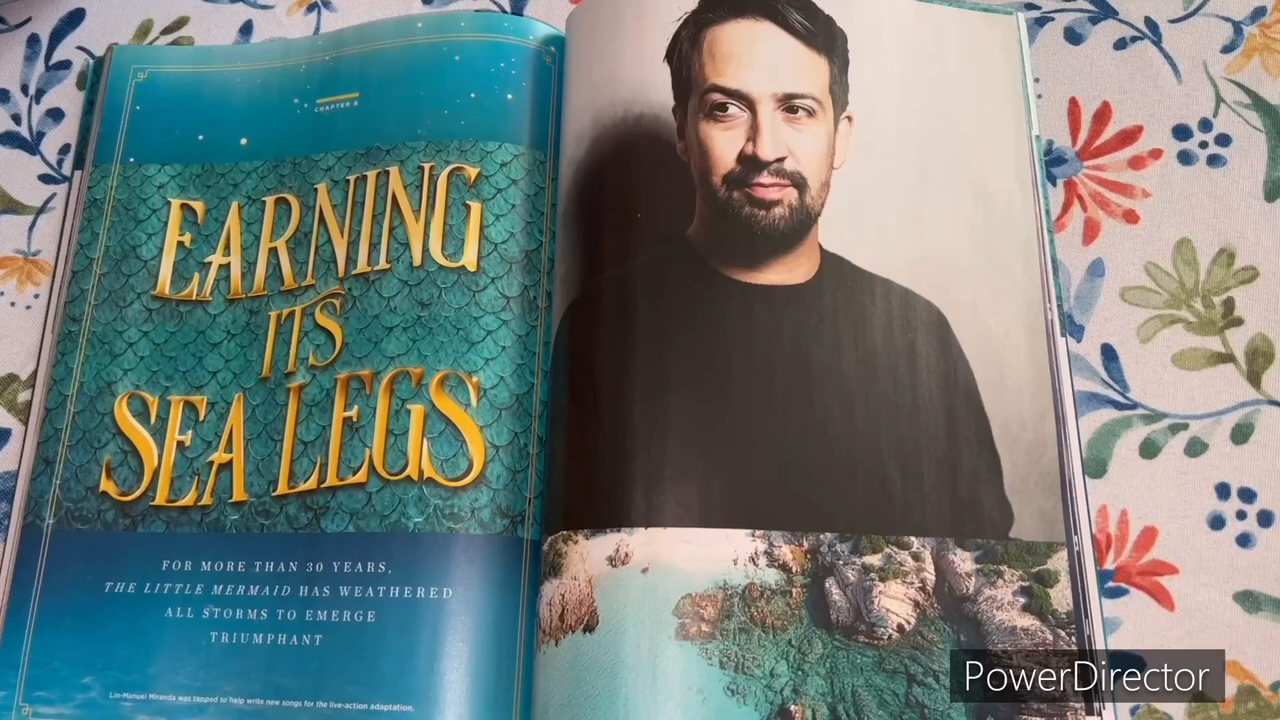 CHAPTER 2
EARNING
ITS
SEA LEGS
FOR MORE THAN 30 YEARS,
THE LITTLE MERMAID HAS WEATHERED
ALL STORMS TO EMERGE
TRIUMPHANT
Lin-Manuel Miranda was tapped to help write new songs for the live-action adaptation.
PowerDirector